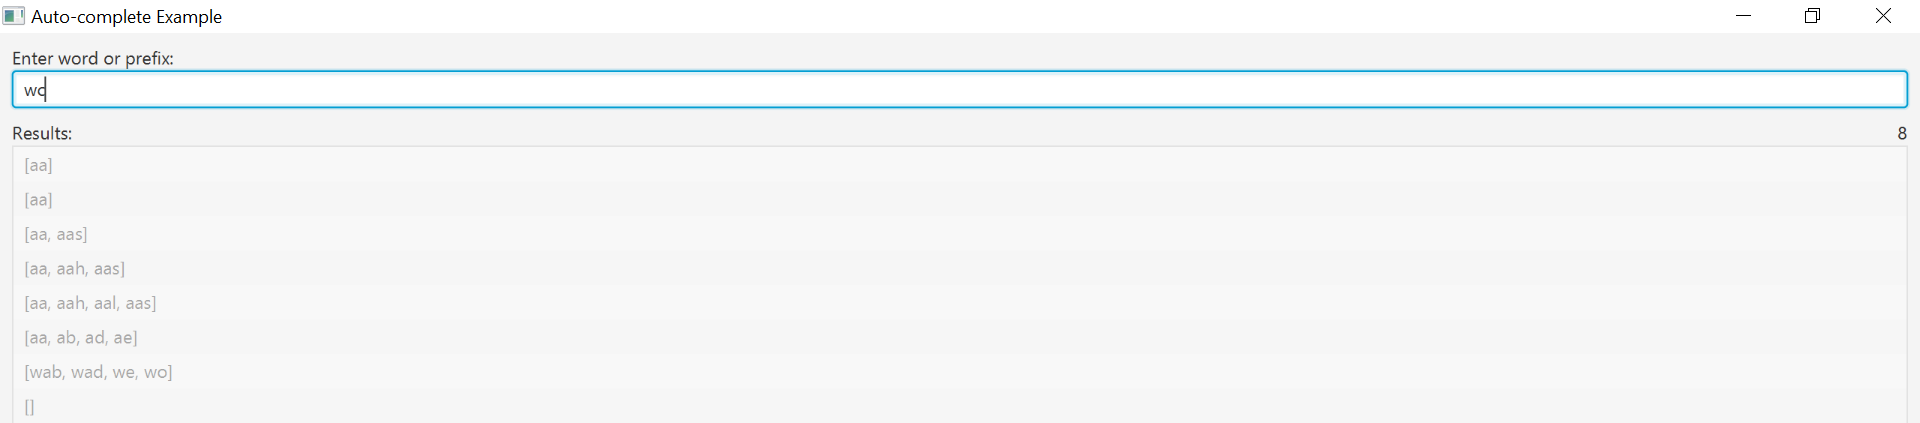 Auto-complete Example
Enter word or prefix:
wc
Results: 8
[aa]
[aa]
[aa, aas]
[aa, aah, aas]
[aa, aah, aal, aas]
[aa, ab, ad, ae]
[wab, wad, we, wo]
[]